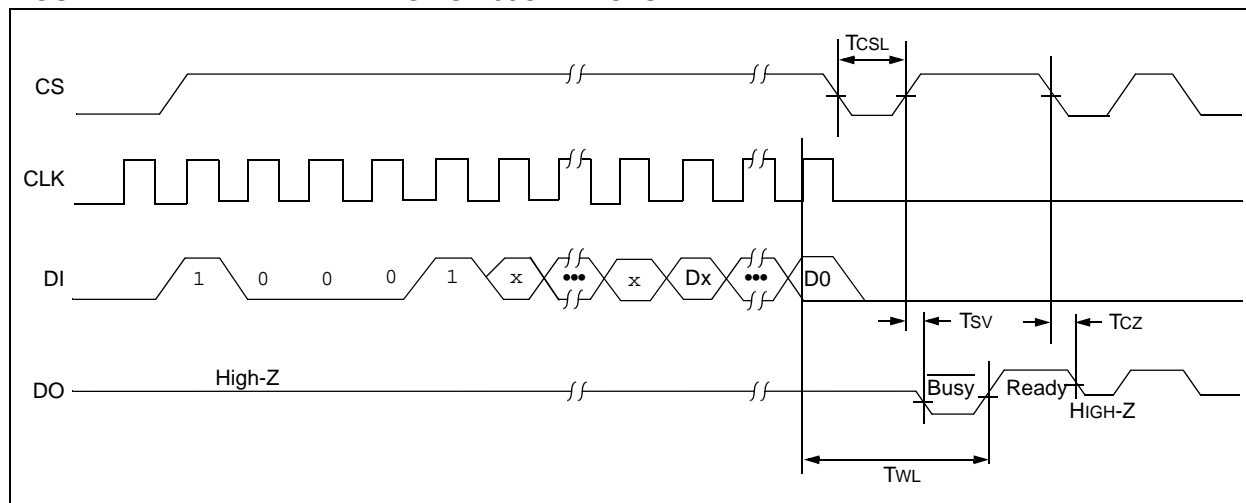 TCSL
CS
CLK
DI 1 0 0 0 1 x ••• x Dx ••• D0
TSV TCZ
High-Z
DO Busy Ready
HIGH-Z
TWL